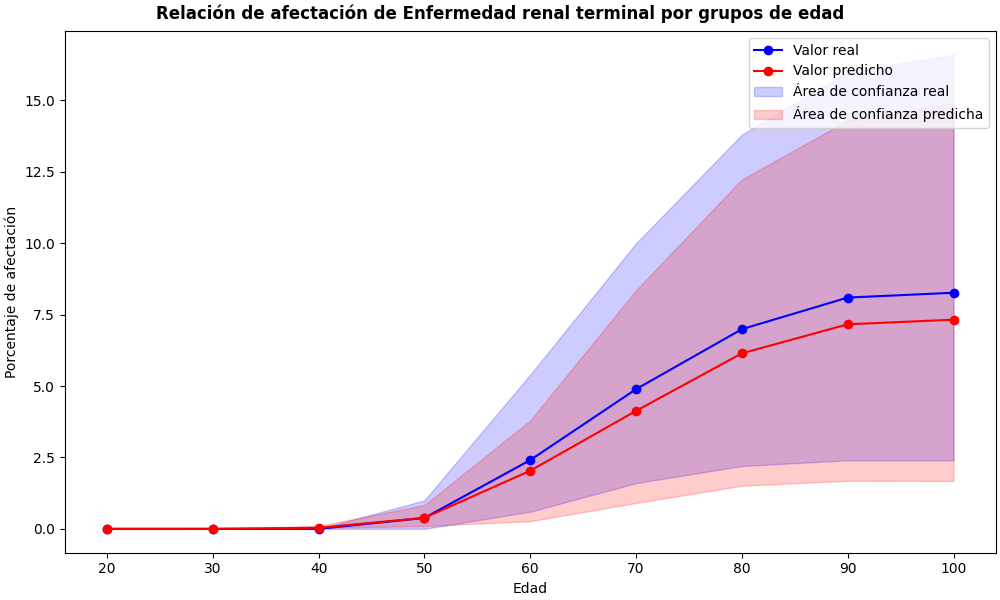 Relación de afectación de Enfermedad renal terminal por grupos de edad
Valor real
Valor predicho
Área de confianza real
Área de confianza predicha
Porcentaje de afectación
15.0
12.5
10.0
7.5
5.0
2.5
0.0
20 30 40 50 60 70 80 90 100
Edad